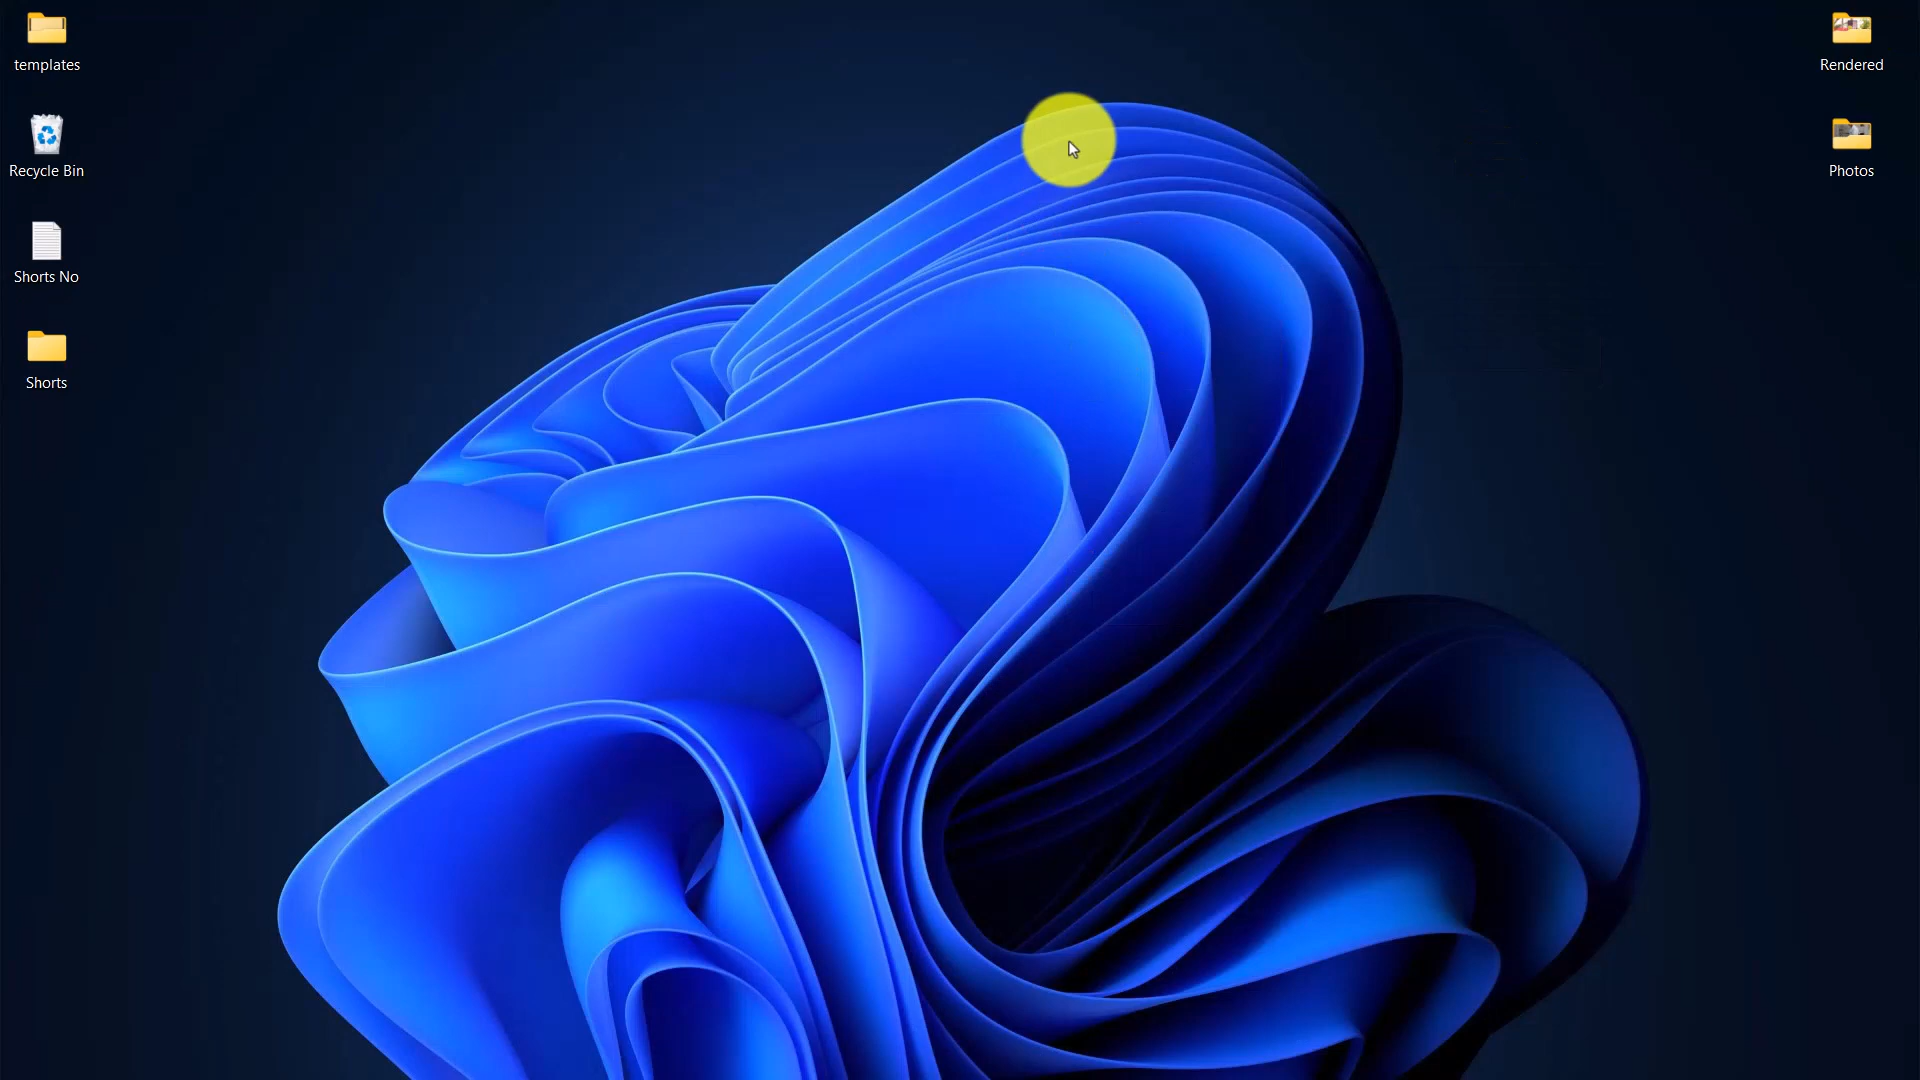 templates
Recycle Bin
Shorts No
Shorts
Rendered
Photos